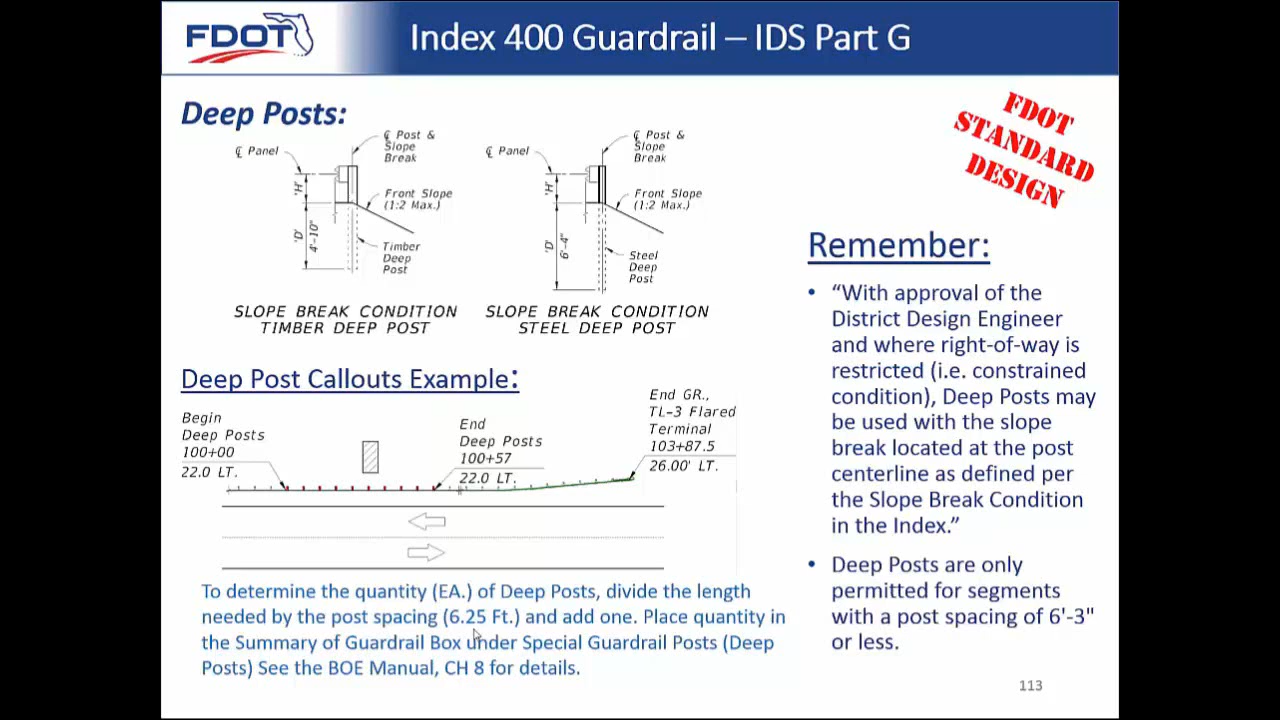 FDOT
Index 400 Guardrail – IDS Part G
Deep Posts:
FDOT
STANDARD
DESIGN
℄ Panel
℄ Post &
Slope
Break
'H'
Front Slope
(1:2 Max.)
'D'
4'-10"
Timber
Deep
Post
SLOPE BREAK CONDITION
TIMBER DEEP POST
℄ Panel
℄ Post &
Slope
Break
'H'
Front Slope
(1:2 Max.)
'D'
6'-4"
Steel
Deep
Post
SLOPE BREAK CONDITION
STEEL DEEP POST
Deep Post Callouts Example:
Begin
Deep Posts
100+00
22.0 LT.
End
Deep Posts
100+57
22.0 LT.
End GR.,
TL-3 Flared
Terminal
103+87.5
26.00' LT.
To determine the quantity (EA.) of Deep Posts, divide the length
needed by the post spacing (6.25 Ft.) and add one. Place quantity in
the Summary of Guardrail Box under Special Guardrail Posts (Deep
Posts) See the BOE Manual, CH 8 for details.
Remember:
• “With approval of the
District Design Engineer
and where right-of-way is
restricted (i.e. constrained
condition), Deep Posts may
be used with the slope
break located at the post
centerline as defined per
the Slope Break Condition
in the Index.”
• Deep Posts are only
permitted for segments
with a post spacing of 6'-3"
or less.
113